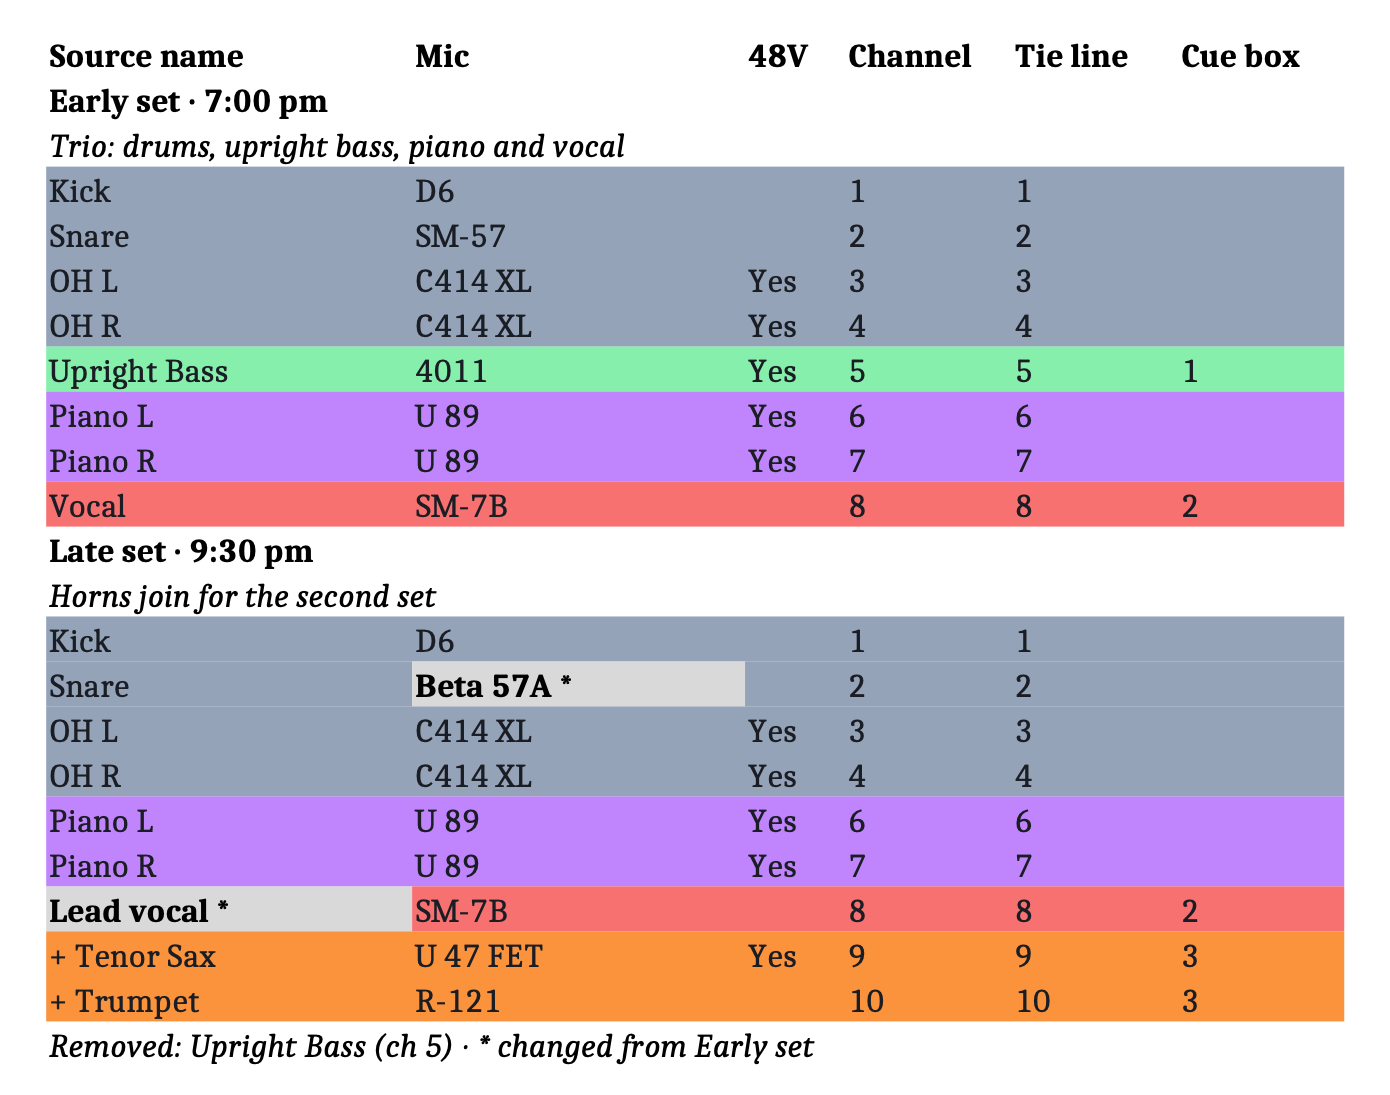 Source name Mic 48V Channel Tie line Cue box
Early set · 7:00 pm
Trio: drums, upright bass, piano and vocal
Kick D6 1 1
Snare SM-57 2 2
OH L C414 XL Yes 3 3
OH R C414 XL Yes 4 4
Upright Bass 4011 Yes 5 5 1
Piano L U 89 Yes 6 6
Piano R U 89 Yes 7 7
Vocal SM-7B 8 8 2
Late set · 9:30 pm
Horns join for the second set
Kick D6 1 1
Snare Beta 57A * 2 2
OH L C414 XL Yes 3 3
OH R C414 XL Yes 4 4
Piano L U 89 Yes 6 6
Piano R U 89 Yes 7 7
Lead vocal * SM-7B 8 8 2
+ Tenor Sax U 47 FET Yes 9 9 3
+ Trumpet R-121 10 10 3
Removed: Upright Bass (ch 5) · * changed from Early set